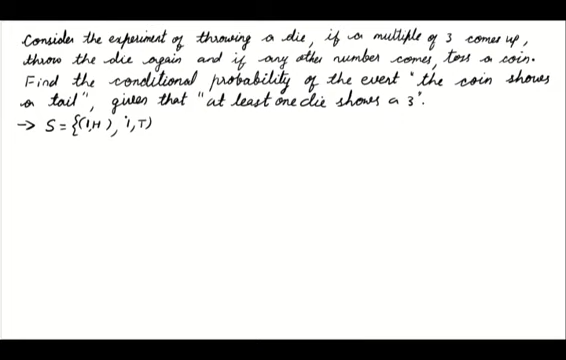 Consider the experiment of throwing a die, if a multiple of 3 comes up,
throw the die again and if any other number comes, toss a coin.
Find the conditional probability of the event "the coin shows
a tail", given that "at least one die shows a 3".
→ S = {(1,H), 1,T)